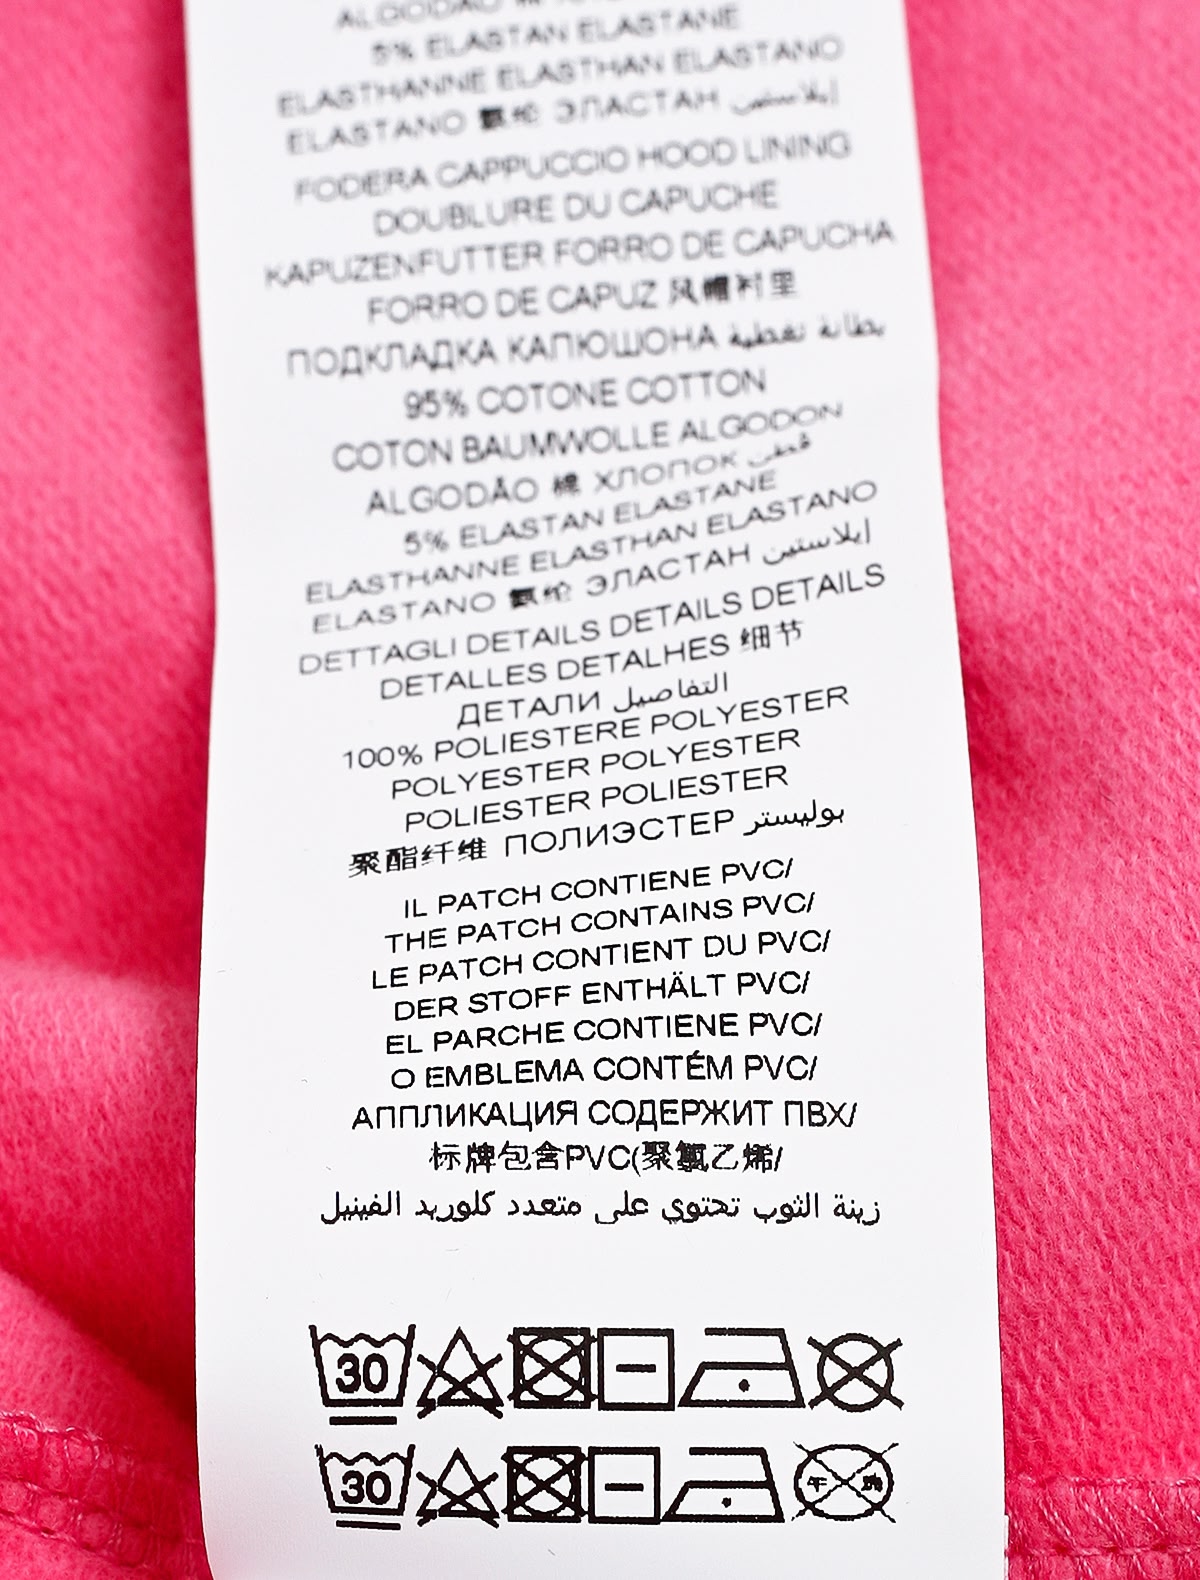 ALGODÃO
5% ELASTAN ELASTANE
ELASTHANNE ELASTHAN ELASTANO
ELASTANO 氨纶 ЭЛАСТАН إيلاستين
FODERA CAPPUCCIO HOOD LINING
DOUBLURE DU CAPUCHE
KAPUZENFUTTER FORRO DE CAPUCHA
FORRO DE CAPUZ 风帽衬里
ПОДКЛАДКА КАПЮШОНА بطانة تغطية
95% COTONE COTTON
COTON BAUMWOLLE ALGODON
ALGODÃO 棉 ХЛОПОК قطن
5% ELASTAN ELASTANE
ELASTHANNE ELASTHAN ELASTANO
ELASTANO 氨纶 ЭЛАСТАН إيلاستين
DETTAGLI DETAILS DETAILS DETAILS
DETALLES DETALHES 细节
ДЕТАЛИ التفاصيل
100% POLIESTERE POLYESTER
POLYESTER POLYESTER
POLIESTER POLIESTER
聚酯纤维 ПОЛИЭСТЕР بوليستر
IL PATCH CONTIENE PVC/
THE PATCH CONTAINS PVC/
LE PATCH CONTIENT DU PVC/
DER STOFF ENTHÄLT PVC/
EL PARCHE CONTIENE PVC/
O EMBLEMA CONTÉM PVC/
АППЛИКАЦИЯ СОДЕРЖИТ ПВХ/
标牌包含PVC(聚氯乙烯/
زينة الثوب تحتوي على متعدد كلوريد الفينيل
30
30